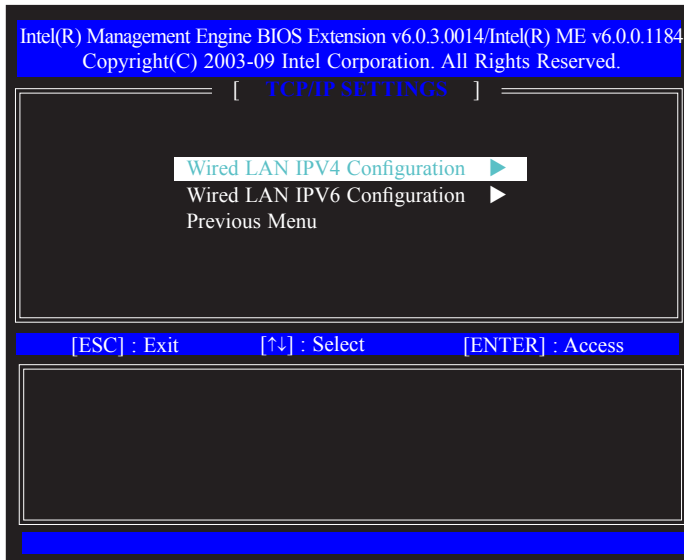 Intel(R) Management Engine BIOS Extension v6.0.3.0014/Intel(R) ME v6.0.0.1184
Copyright(C) 2003-09 Intel Corporation. All Rights Reserved.
[ TCP/IP SETTINGS ]
Wired LAN IPV4 Configuration ▶
Wired LAN IPV6 Configuration ▶
Previous Menu
[ESC] : Exit [↑↓] : Select [ENTER] : Access